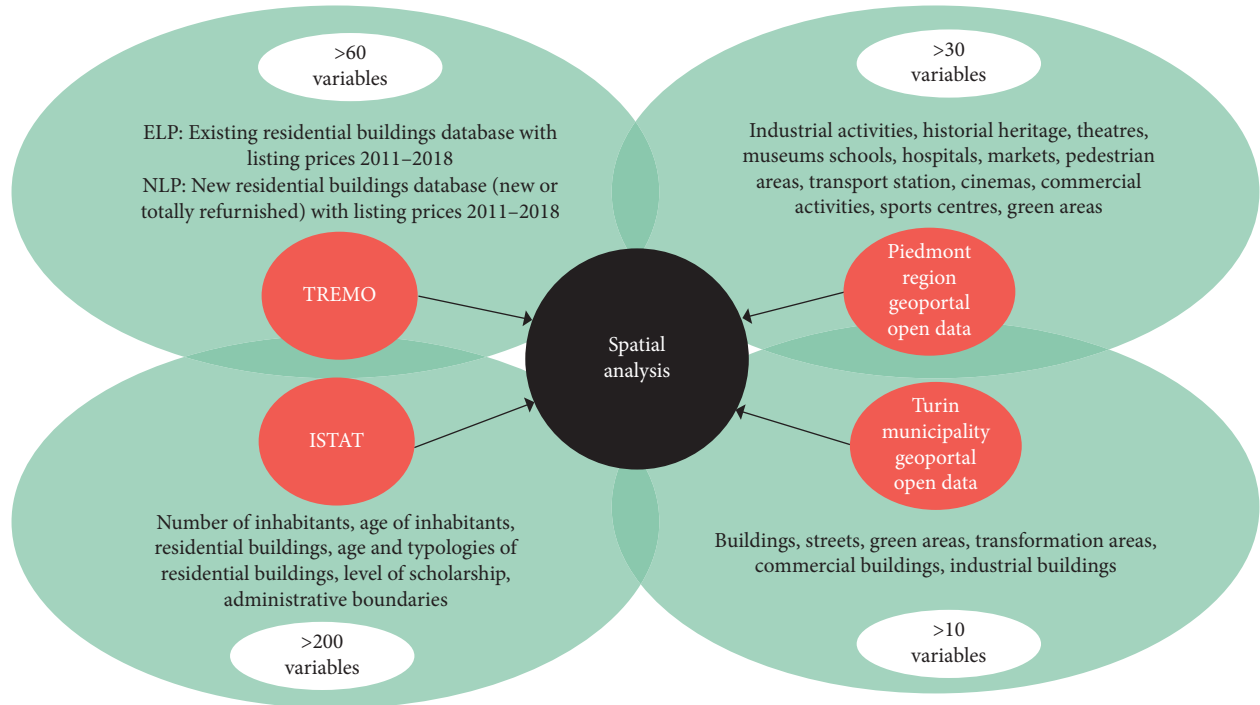 >60
variables
ELP: Existing residential buildings database with
listing prices 2011–2018
NLP: New residential buildings database (new or
totally refurnished) with listing prices 2011–2018
TREMO
>30
variables
Industrial activities, historial heritage, theatres,
museums schools, hospitals, markets, pedestrian
areas, transport station, cinemas, commercial
activities, sports centres, green areas
Piedmont
region
geoportal
open data
Spatial
analysis
ISTAT
Number of inhabitants, age of inhabitants,
residential buildings, age and typologies of
residential buildings, level of scholarship,
administrative boundaries
>200
variables
Turin
municipality
geoportal
open data
Buildings, streets, green areas, transformation areas,
commercial buildings, industrial buildings
>10
variables